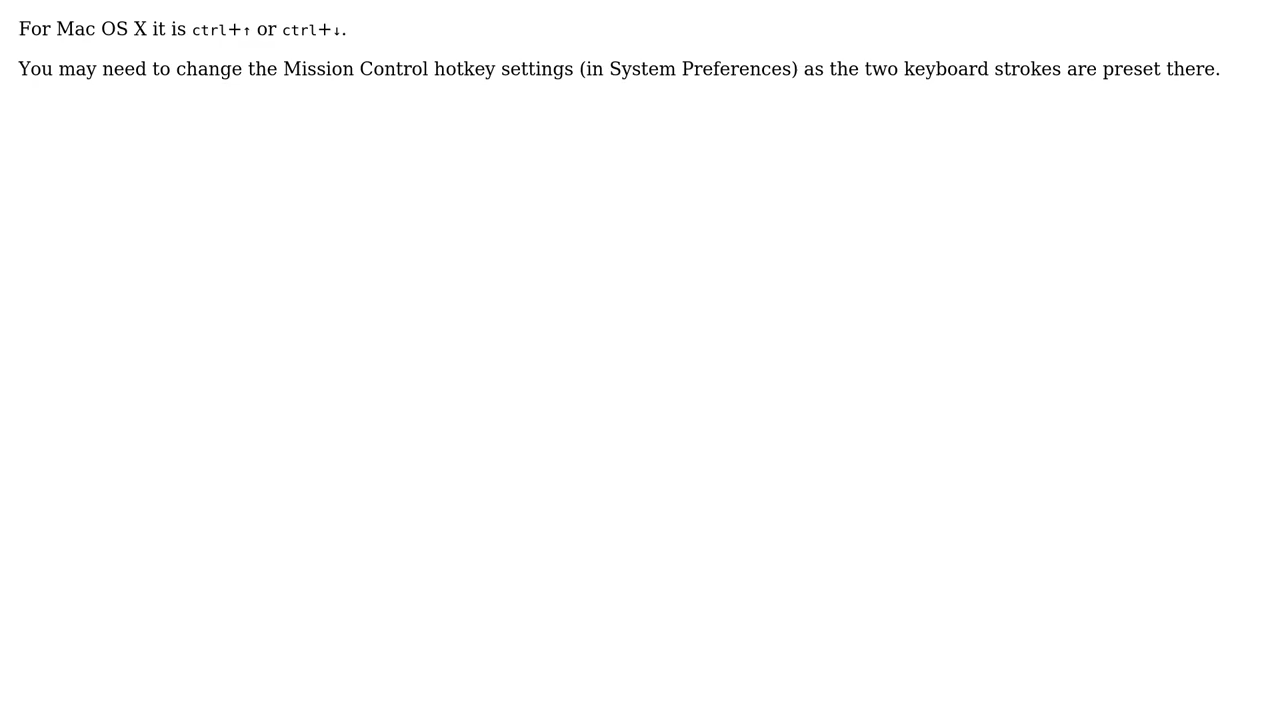 For Mac OS X it is ctrl+↑ or ctrl+↓.
You may need to change the Mission Control hotkey settings (in System Preferences) as the two keyboard strokes are preset there.